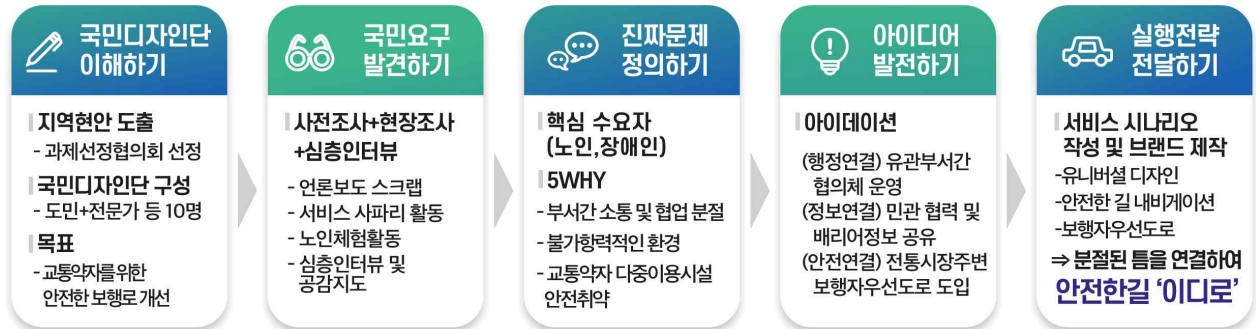 국민디자인단
이해하기
지역현안 도출
- 과제선정협의회 선정
국민디자인단 구성
- 도민+전문가 등 10명
목표
- 교통약자를 위한
안전한 보행로 개선
국민요구
발견하기
사전조사+현장조사
+심층인터뷰
- 언론보도 스크랩
- 서비스 사파리 활동
- 노인체험활동
- 심층인터뷰 및
공감지도
진짜문제
정의하기
핵심 수요자
(노인,장애인)
5WHY
- 부서간 소통 및 협업 분절
- 불가항력적인 환경
- 교통약자 다중이용시설
안전취약
아이디어
발전하기
아이데이션
(행정연결) 유관부서간
협의체 운영
(정보연결) 민관 협력 및
배리어정보 공유
(안전연결) 전통시장주변
보행자우선도로 도입
실행전략
전달하기
서비스 시나리오
작성 및 브랜드 제작
-유니버셜 디자인
-안전한 길 내비게이션
-보행자우선도로
⇒ 분절된 틈을 연결하여
안전한길 ‘이디로’